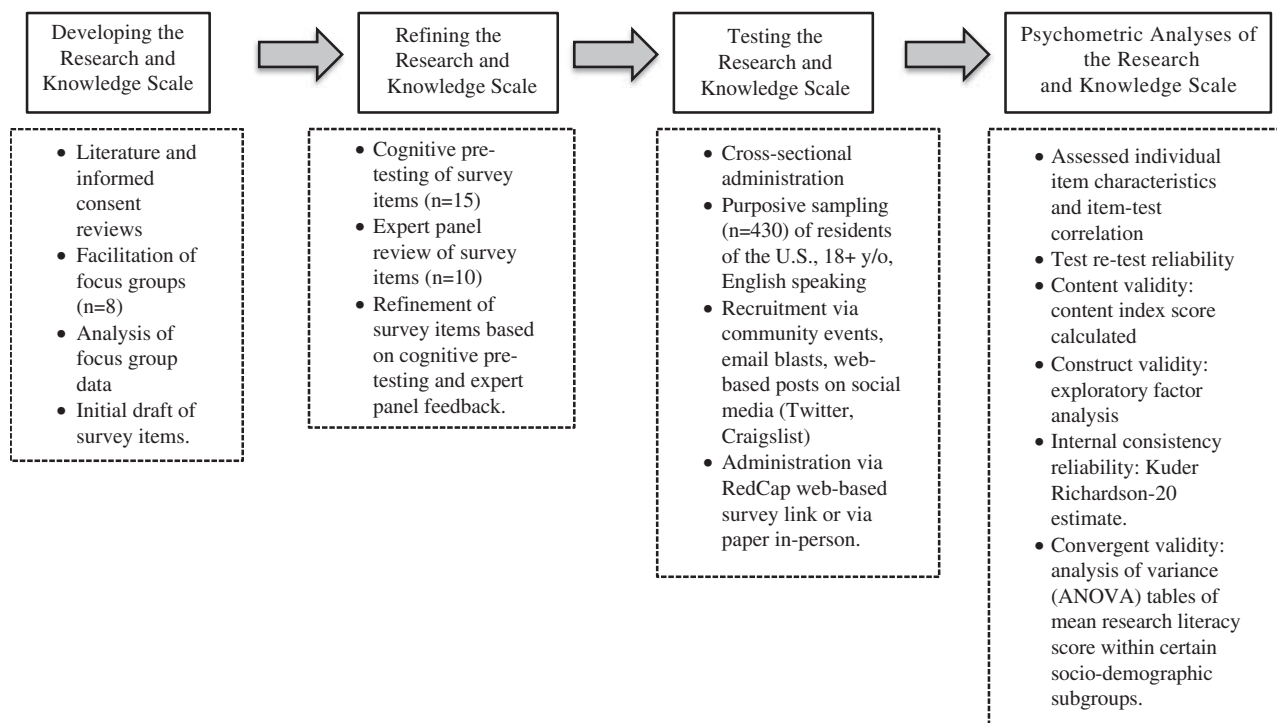 Developing the
Research and
Knowledge Scale
Refining the
Research and
Knowledge Scale
Testing the
Research and
Knowledge Scale
Psychometric Analyses of
the Research
and Knowledge Scale
• Literature and
informed
consent
reviews
• Facilitation of
focus groups
(n=8)
• Analysis of
focus group
data
• Initial draft of
survey items.
• Cognitive pre-
testing of survey
items (n=15)
• Expert panel
review of survey
items (n=10)
• Refinement of
survey items based
on cognitive pre-
testing and expert
panel feedback.
• Cross-sectional
administration
• Purposive sampling
(n=430) of residents
of the U.S., 18+ y/o,
English speaking
• Recruitment via
community events,
email blasts, web-
based posts on social
media (Twitter,
Craigslist)
• Administration via
RedCap web-based
survey link or via
paper in-person.
• Assessed individual
item characteristics
and item-test
correlation
• Test re-test reliability
• Content validity:
content index score
calculated
• Construct validity:
exploratory factor
analysis
• Internal consistency
reliability: Kuder
Richardson-20
estimate.
• Convergent validity:
analysis of variance
(ANOVA) tables of
mean research literacy
score within certain
socio-demographic
subgroups.